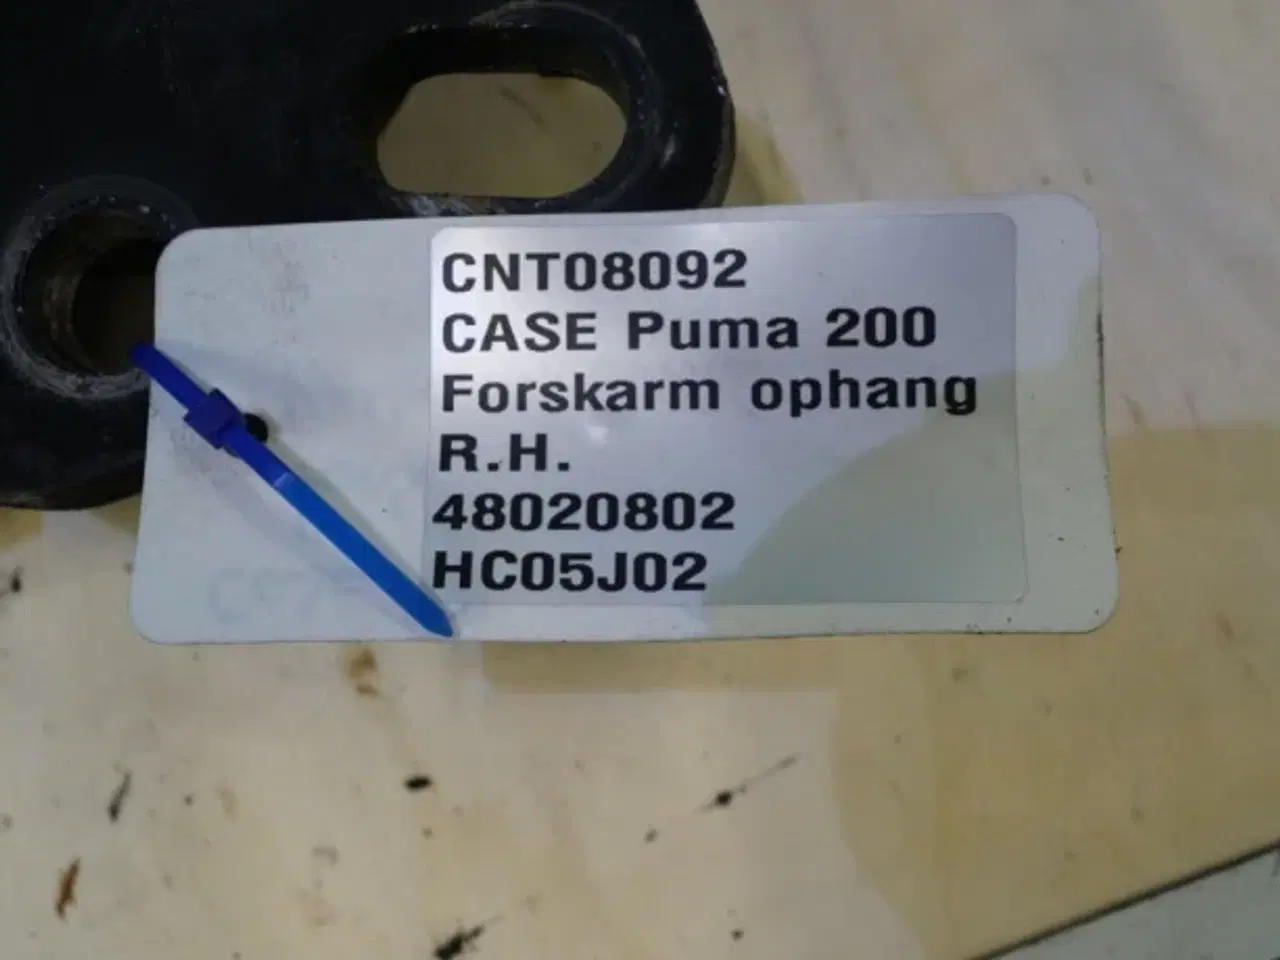 CNT08092
CASE Puma 200
Forskarm ophang
R.H.
48020802
HC05J02